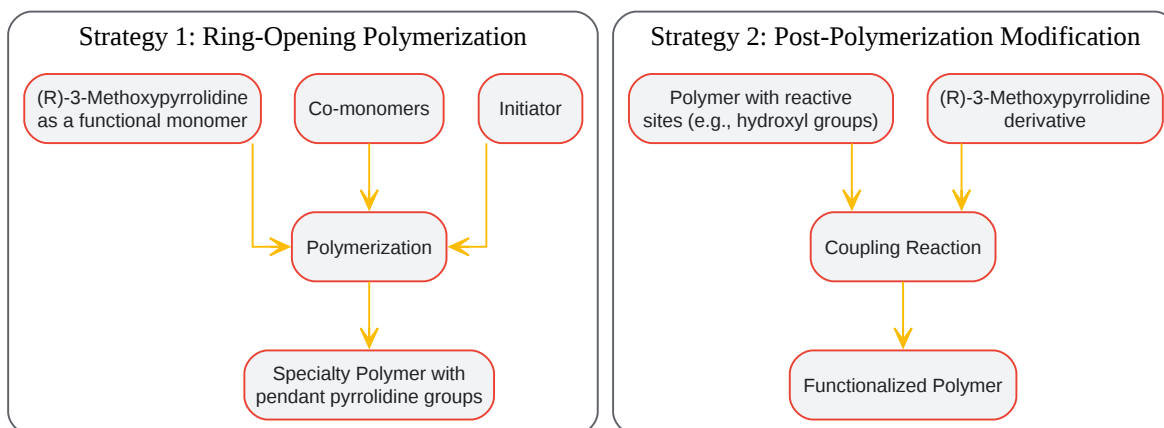 Strategy 1: Ring-Opening Polymerization
(R)-3-Methoxypyrrolidine
as a functional monomer
Co-monomers
Initiator
Polymerization
Specialty Polymer with
pendant pyrrolidine groups
Strategy 2: Post-Polymerization Modification
Polymer with reactive
sites (e.g., hydroxyl groups)
(R)-3-Methoxypyrrolidine
derivative
Coupling Reaction
Functionalized Polymer